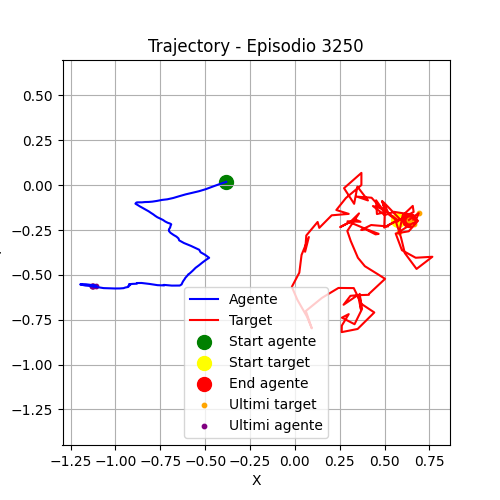 Trajectory - Episodio 3250
0.50
0.25
0.00
−0.25
−0.50
−0.75
−1.00
−1.25
Agente
Target
Start agente
Start target
End agente
Ultimi target
Ultimi agente
−1.25 −1.00 −0.75 −0.50 −0.25 0.00 0.25 0.50 0.75
X